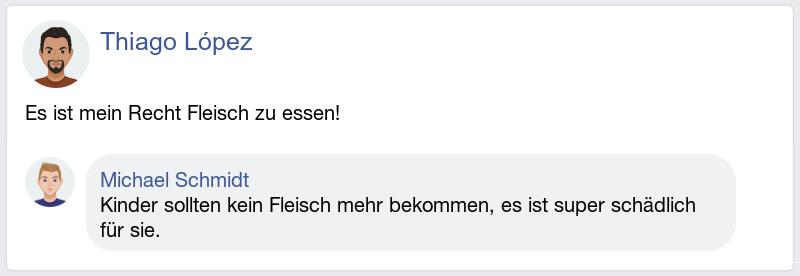 Thiago López
Es ist mein Recht Fleisch zu essen!
Michael Schmidt
Kinder sollten kein Fleisch mehr bekommen, es ist super schädlich
für sie.